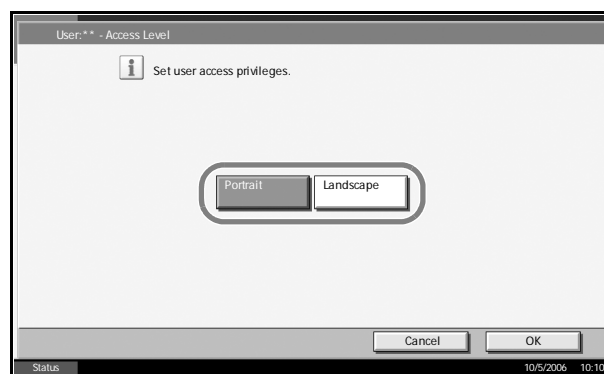 User:** - Access Level
Set user access privileges.
Portrait Landscape
Cancel OK
Status 10/5/2006 10:10